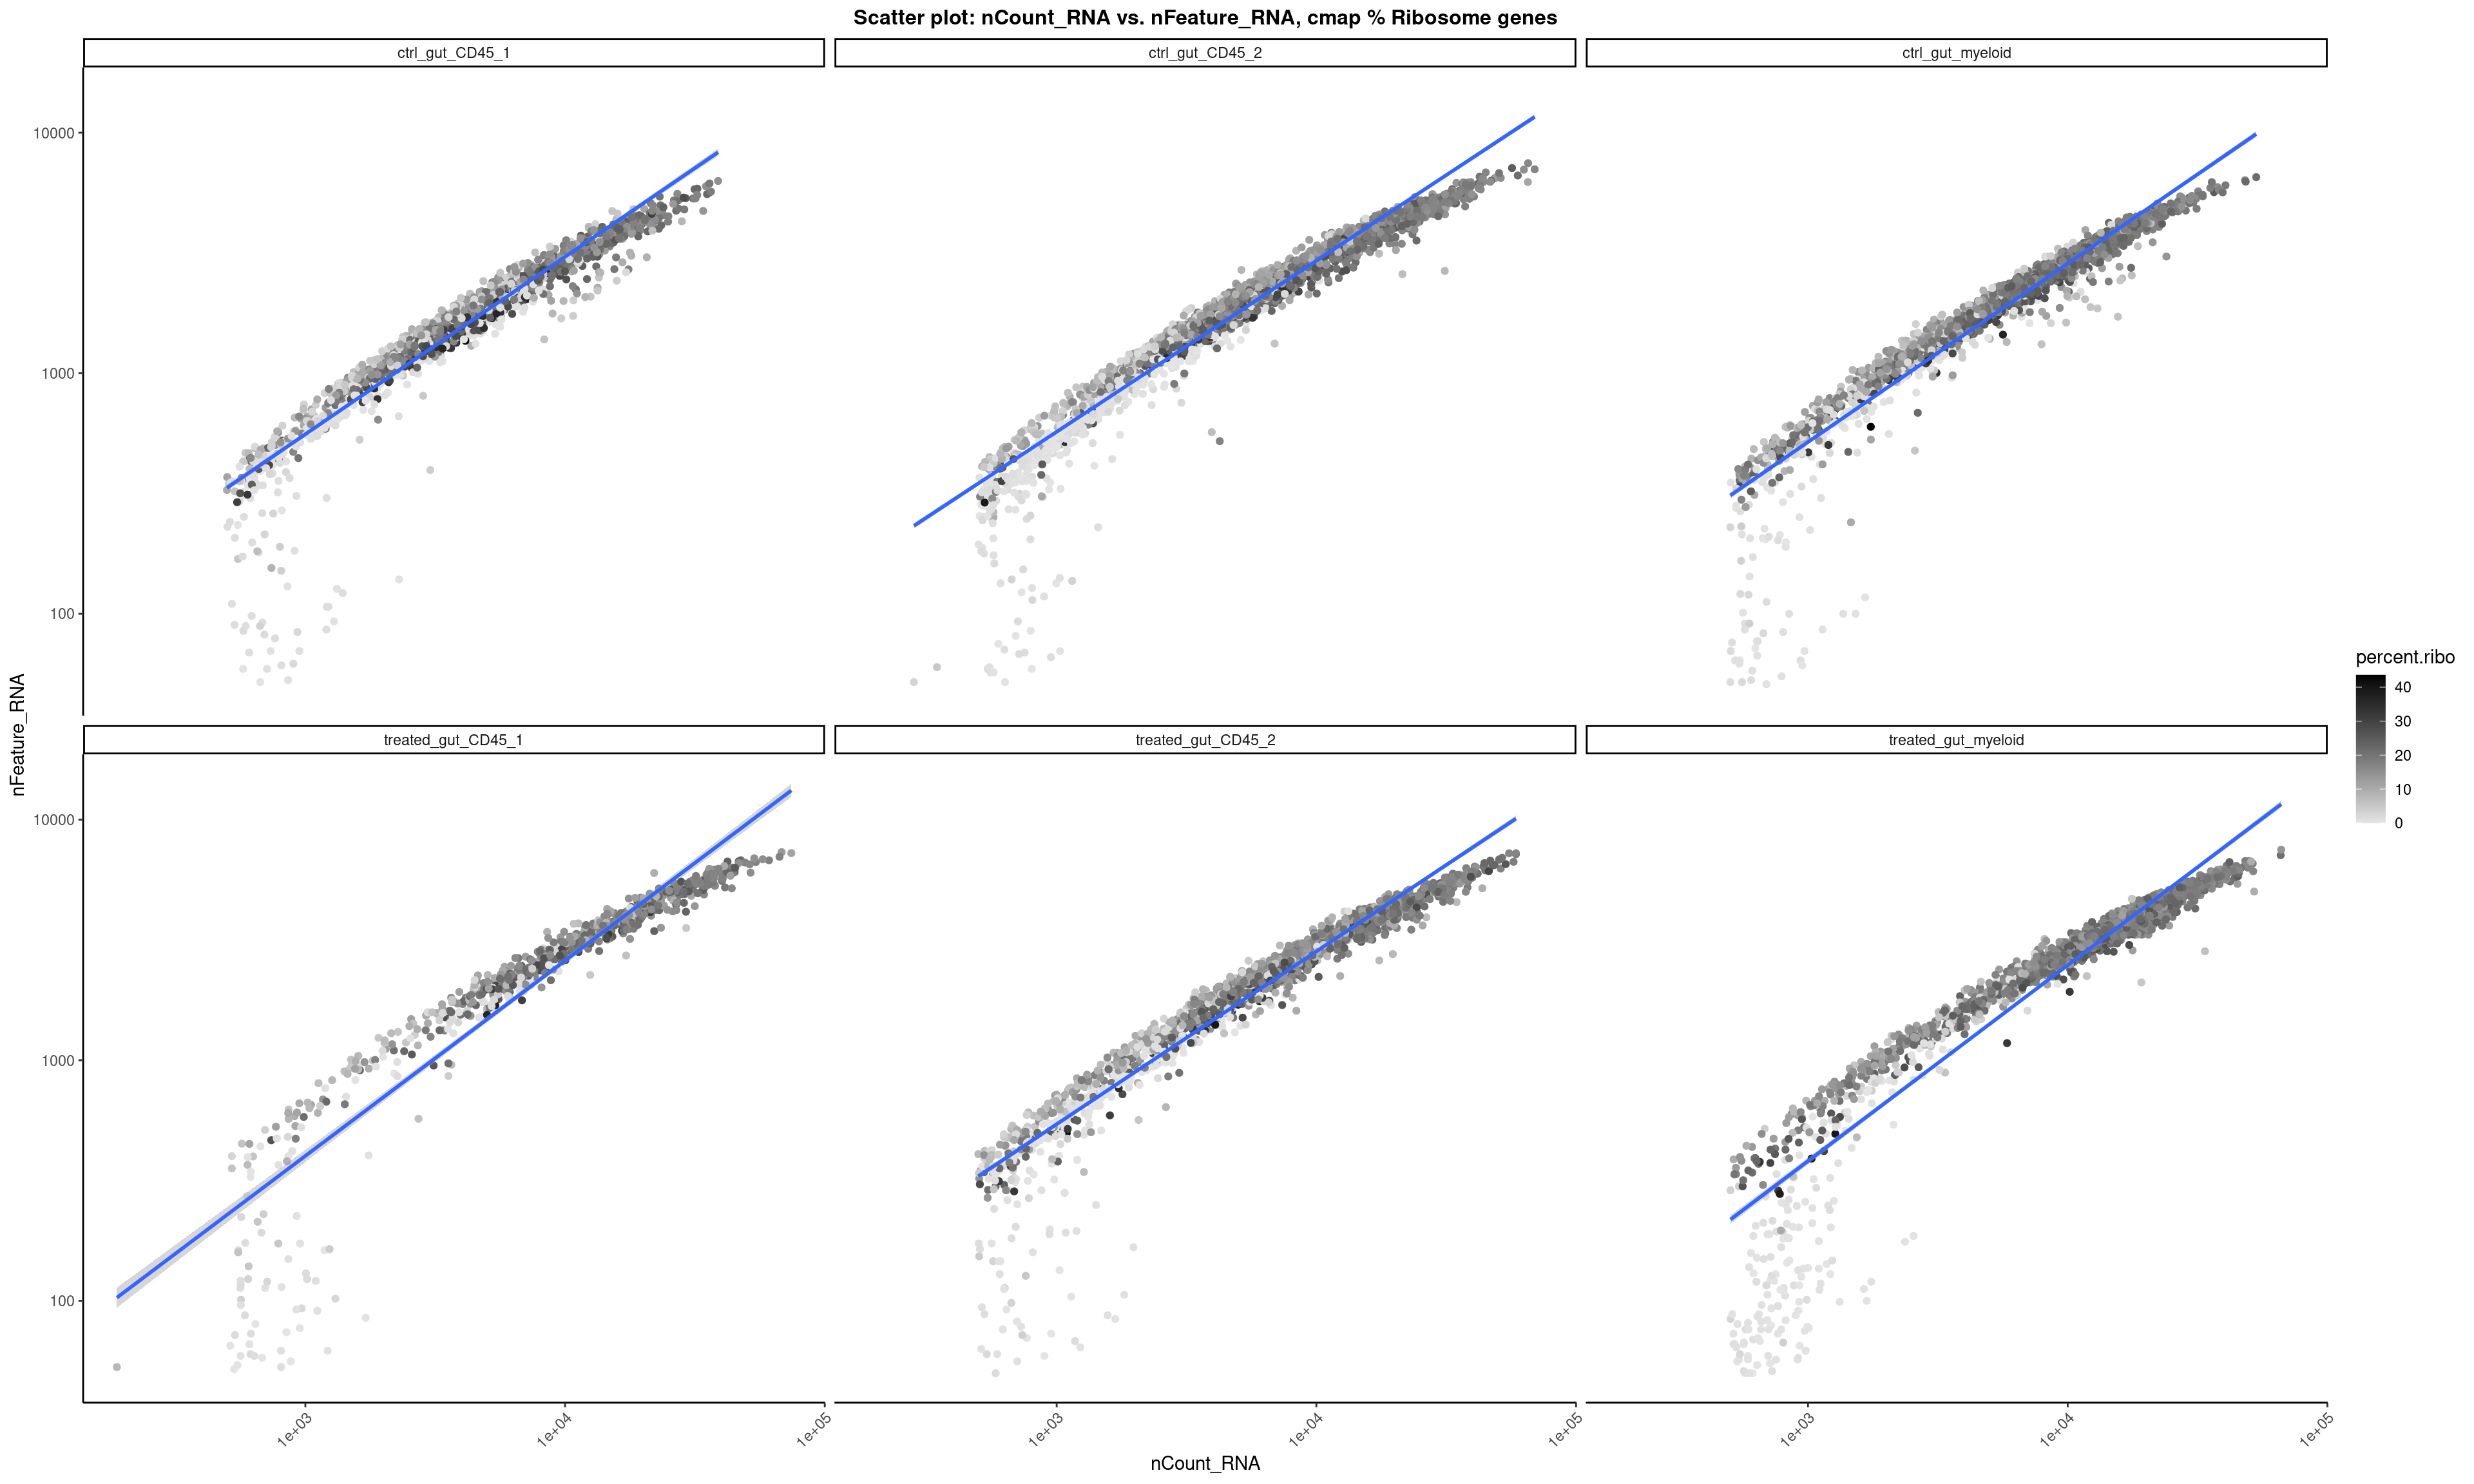 Scatter plot: nCount_RNA vs. nFeature_RNA, cmap % Ribosome genes
ctrl_gut_CD45_1
ctrl_gut_CD45_2
ctrl_gut_myeloid
10000
1000
100
treated_gut_CD45_1
treated_gut_CD45_2
treated_gut_myeloid
10000
1000
100
nFeature_RNA
1e+03
1e+04
1e+05
1e+03
1e+04
1e+05
1e+03
1e+04
1e+05
nCount_RNA
percent.ribo
40
30
20
10
0